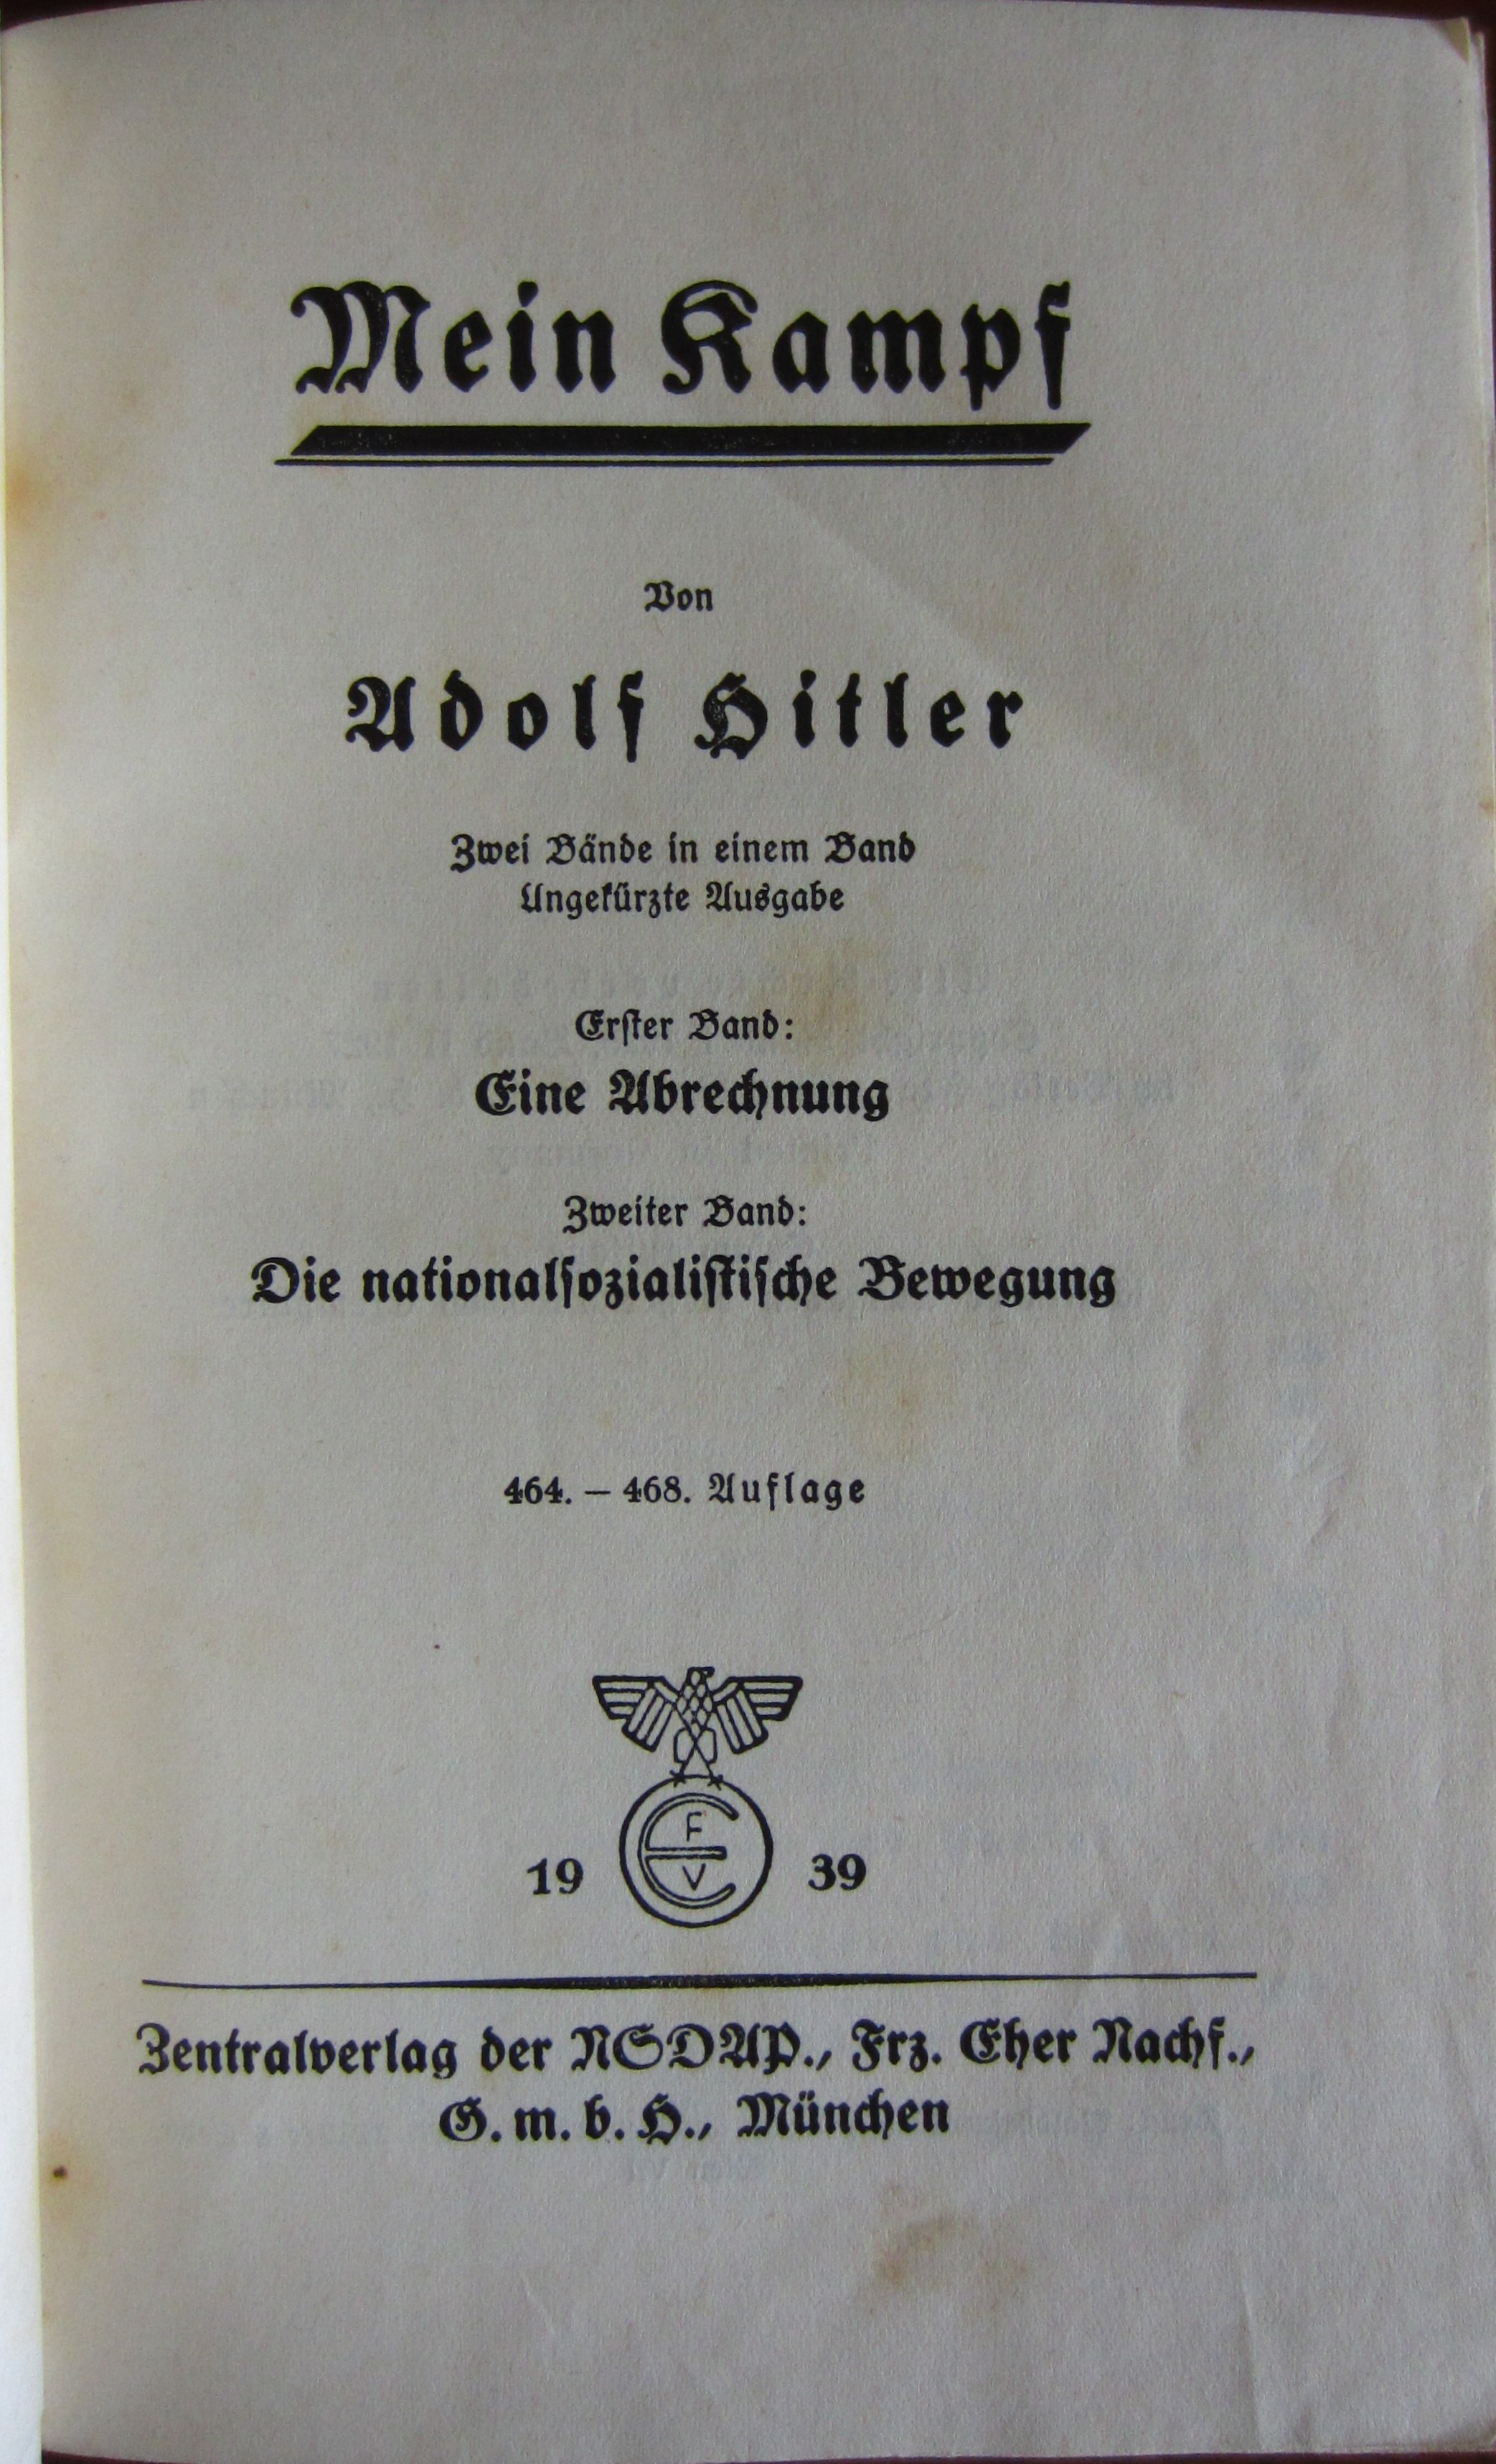 Mein Kampf
Von
Adolf Hitler
Zwei Bände in einem Band
Ungekürzte Ausgabe
Erſter Band:
Eine Abrechnung
Zweiter Band:
Die nationalſozialiſtiſche Bewegung
464. – 468. Auflage
F
E
V
19 39
Zentralverlag der NSDAP., Frz. Eher Nachf.,
G. m. b. H., München